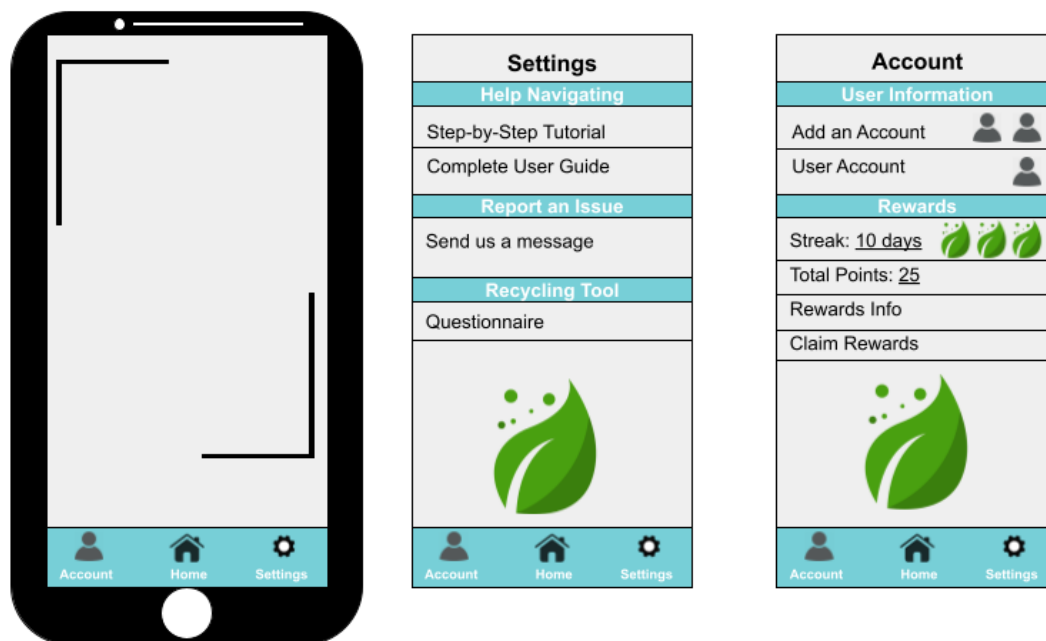 Account Home Settings
Settings
Help Navigating
Step-by-Step Tutorial
Complete User Guide
Report an Issue
Send us a message
Recycling Tool
Questionnaire
Account Home Settings
Account
User Information
Add an Account
User Account
Rewards
Streak: 10 days
Total Points: 25
Rewards Info
Claim Rewards
Account Home Settings